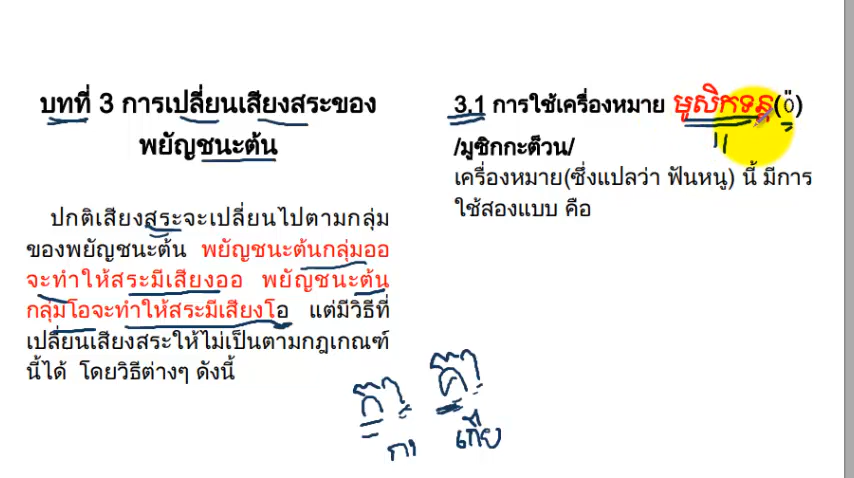 บทที่ 3 การเปลี่ยนเสียงสระของ
พยัญชนะต้น
ปกติเสียงสระจะเปลี่ยนไปตามกลุ่ม
ของพยัญชนะต้น พยัญชนะต้นกลุ่มออ
จะทำให้สระมีเสียงออ พยัญชนะต้น
กลุ่มโอจะทำให้สระมีเสียงโอ แต่มีวิธีที่
เปลี่ยนเสียงสระให้ไม่เป็นตามกฎเกณฑ์
นี้ได้ โดยวิธีต่างๆ ดังนี้
3.1 การใช้เครื่องหมาย มูสิกทนฺต
/มูซิกกะต็วน/
เครื่องหมาย(ซึ่งแปลว่า ฟันหนู) นี้ มีการ
ใช้สองแบบ คือ
กา เกีย